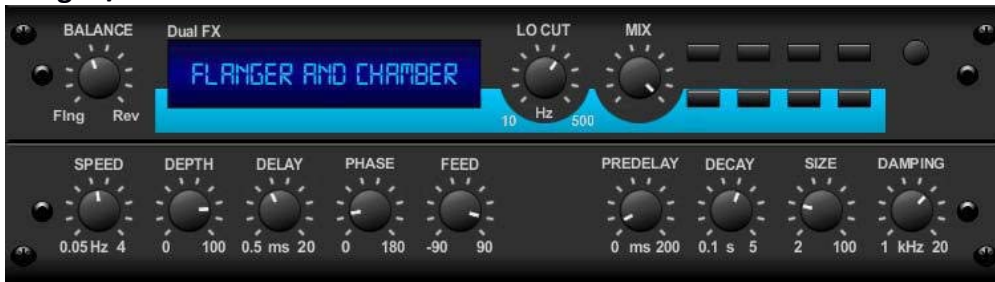 BALANCE
Dual FX
LO CUT
MIX
FLANGER AND CHAMBER
Flng Rev
10 Hz 500
SPEED
DEPTH
DELAY
PHASE
FEED
PREDELAY
DECAY
SIZE
DAMPING
0.05 Hz 4
0 100
0.5 ms 20
0 180
-90 90
0 ms 200
0.1 s 5
2 100
1 kHz 20